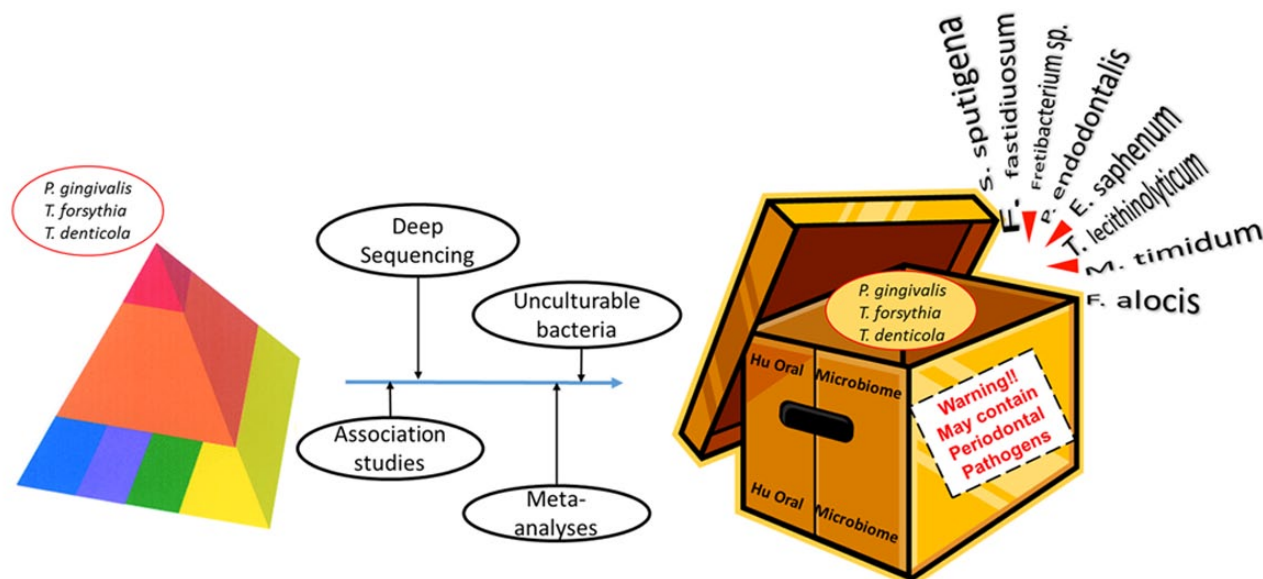 P. gingivalis
T. forsythia
T. denticola
Deep
Sequencing
Unculturable
bacteria
Association
studies
Meta-
analyses
S. sputigena
F. fastidiuosum
Fretibacterium sp.
P. endodontalis
E. saphenum
T. lecithinolyticum
M. timidum
F. alocis
P. gingivalis
T. forsythia
T. denticola
Hu Oral
Microbiome
Warning!!
May contain
Periodontal
Pathogens
Hu Oral
Microbiome